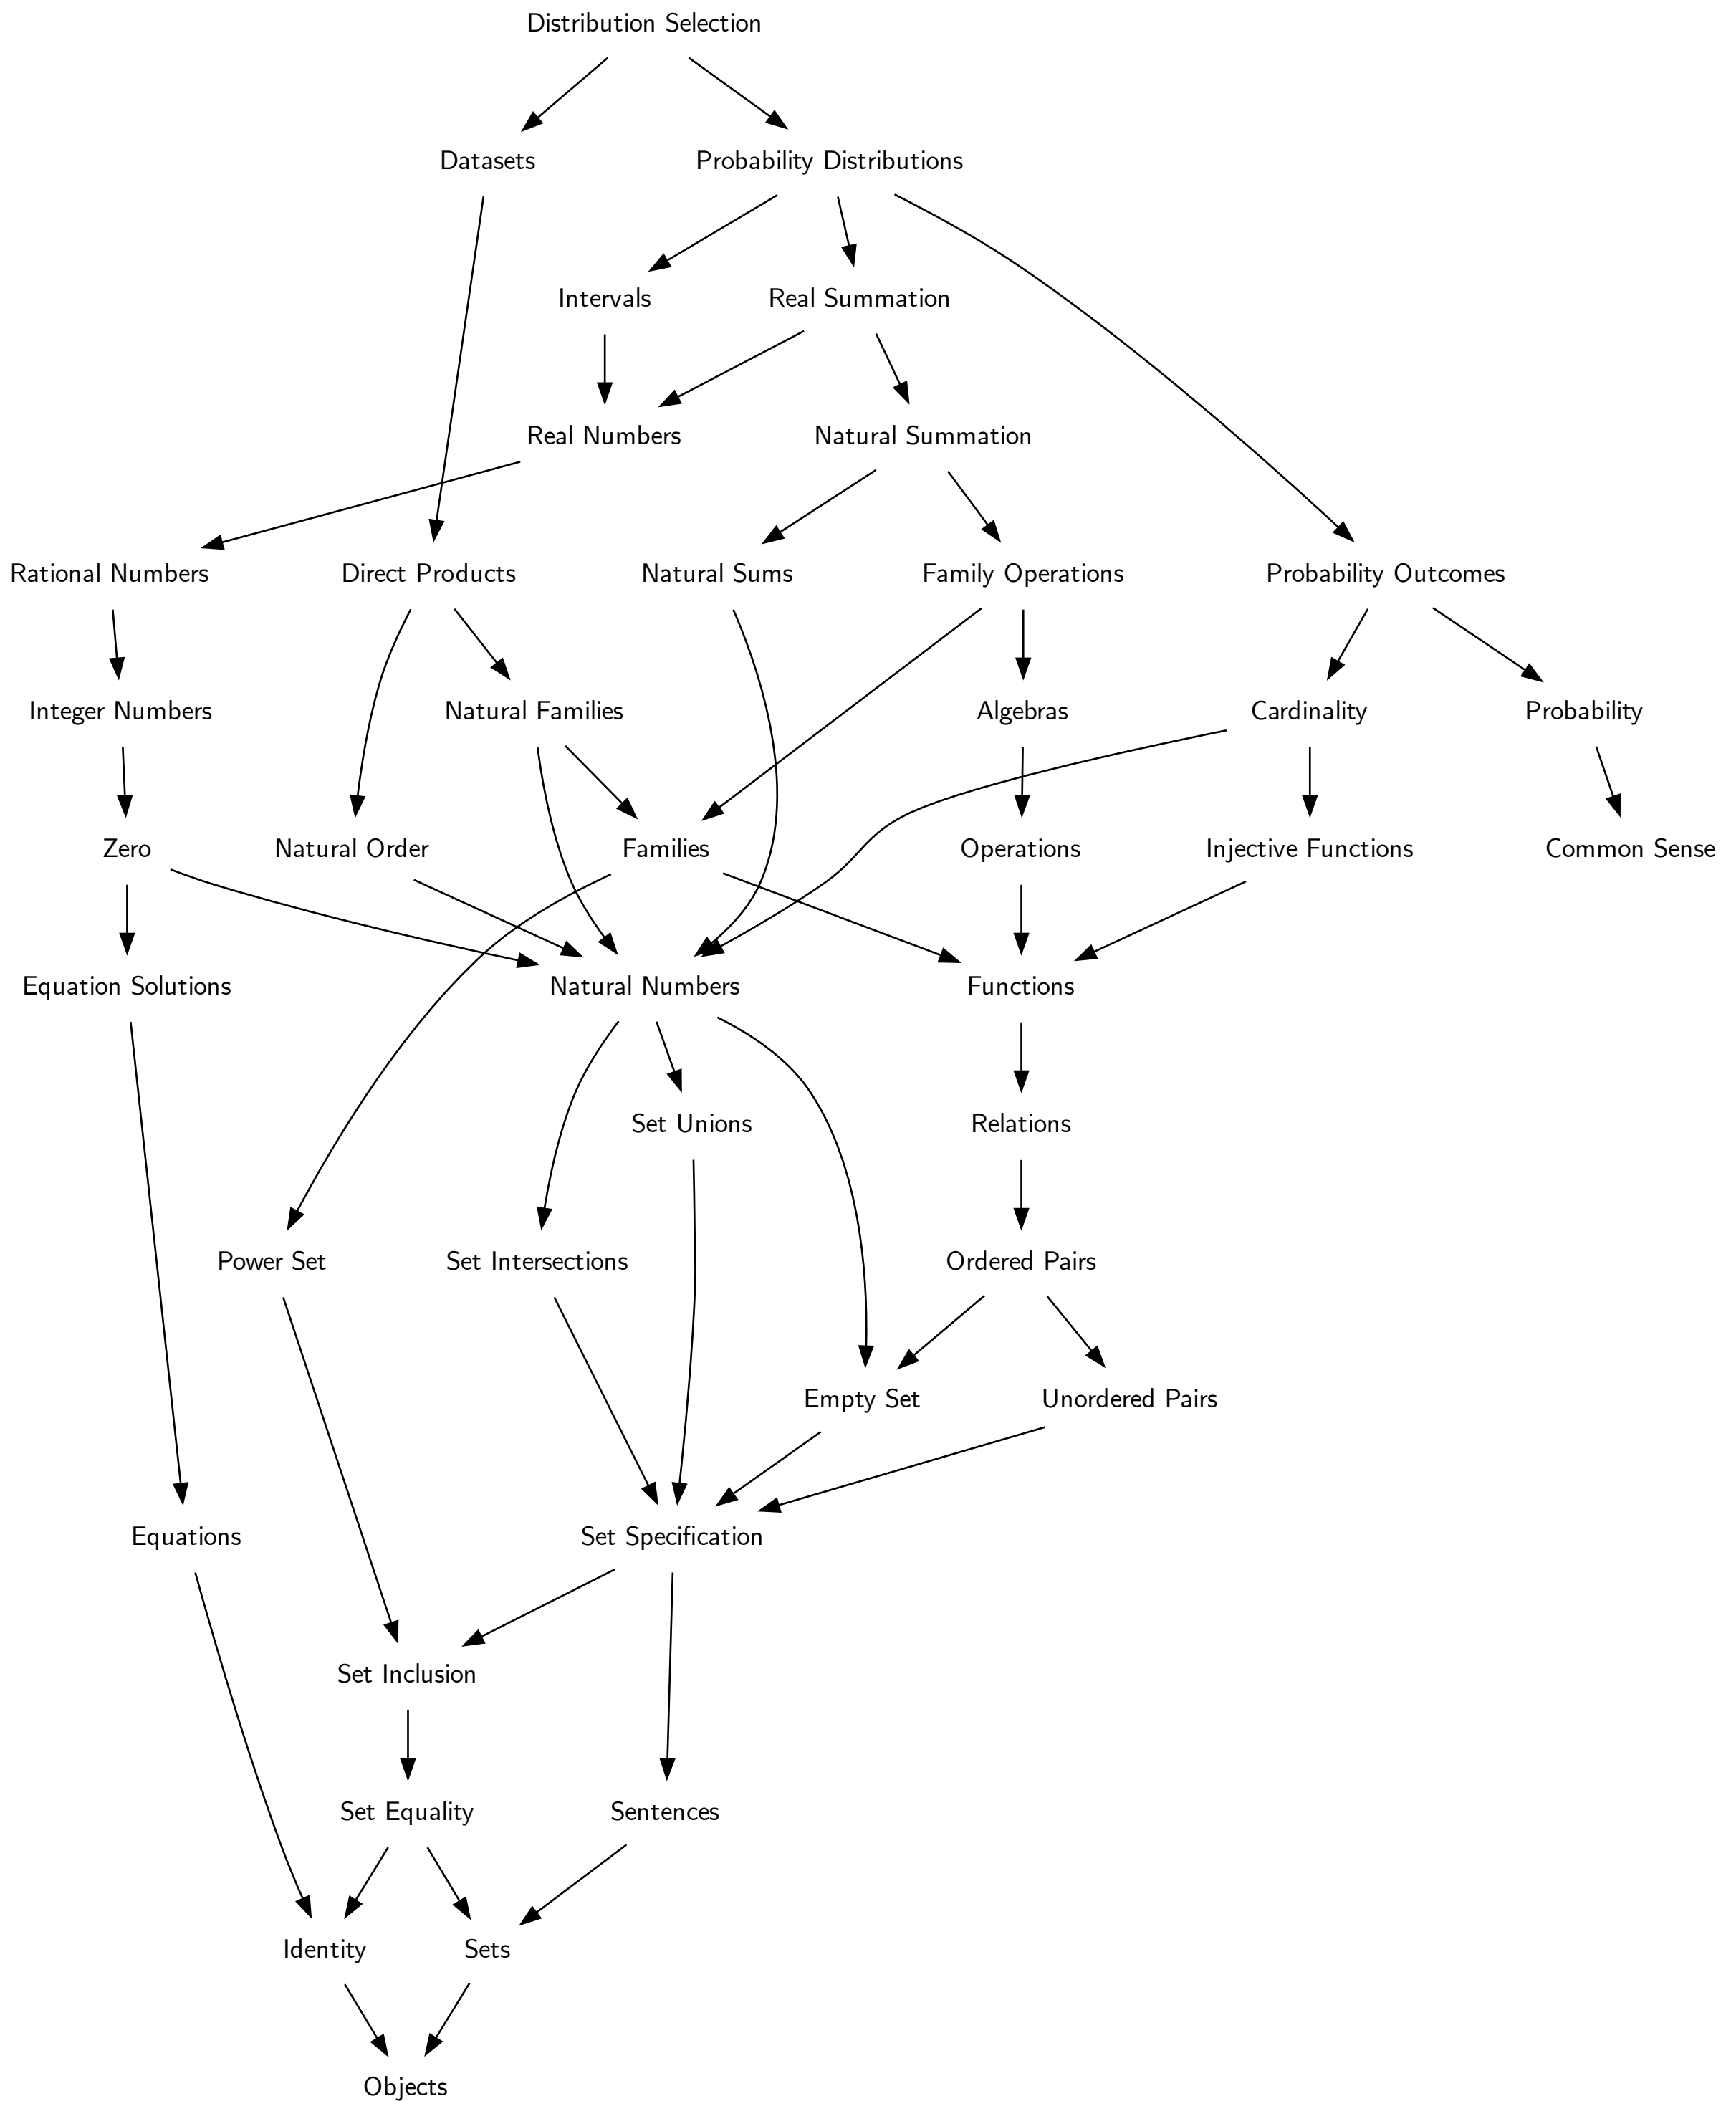 Distribution Selection
Datasets
Probability Distributions
Intervals
Real Summation
Real Numbers
Natural Summation
Rational Numbers
Direct Products
Natural Sums
Family Operations
Probability Outcomes
Integer Numbers
Natural Families
Algebras
Cardinality
Probability
Zero
Natural Order
Families
Operations
Injective Functions
Common Sense
Equation Solutions
Natural Numbers
Functions
Set Unions
Relations
Power Set
Set Intersections
Ordered Pairs
Empty Set
Unordered Pairs
Equations
Set Specification
Set Inclusion
Set Equality
Sentences
Identity
Sets
Objects